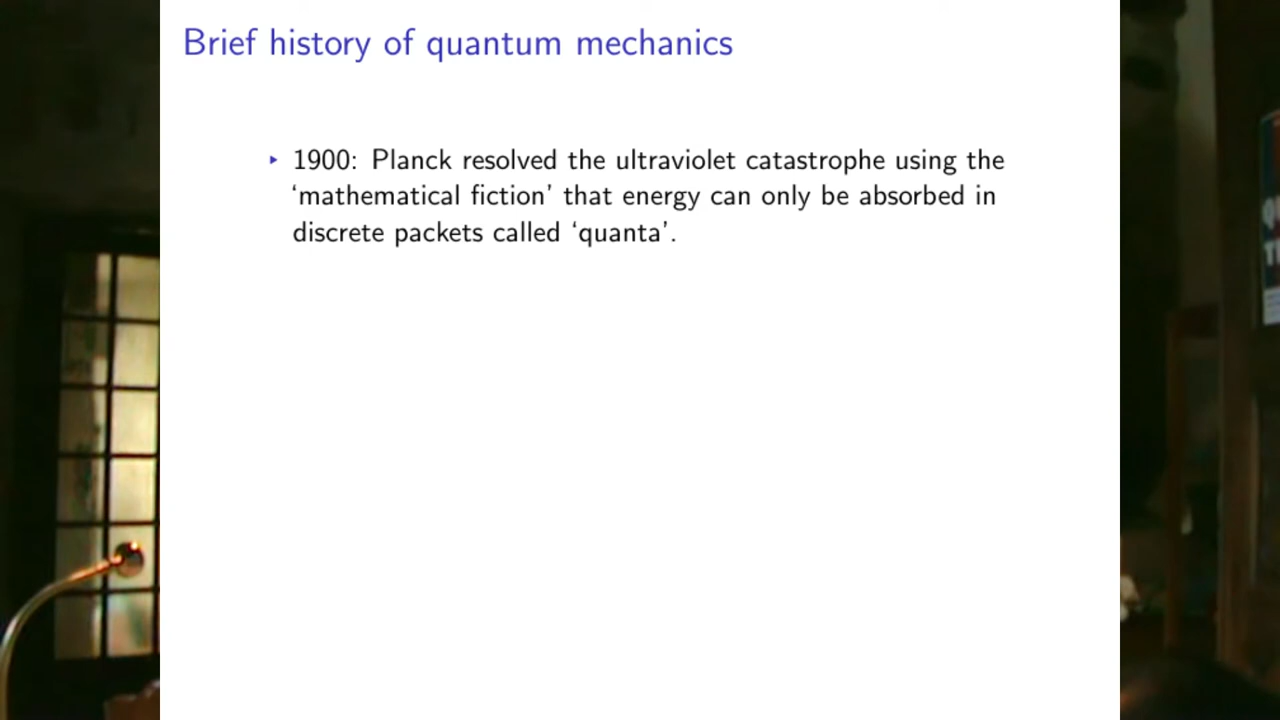 Brief history of quantum mechanics
‣ 1900: Planck resolved the ultraviolet catastrophe using the
‘mathematical fiction’ that energy can only be absorbed in
discrete packets called ‘quanta’.